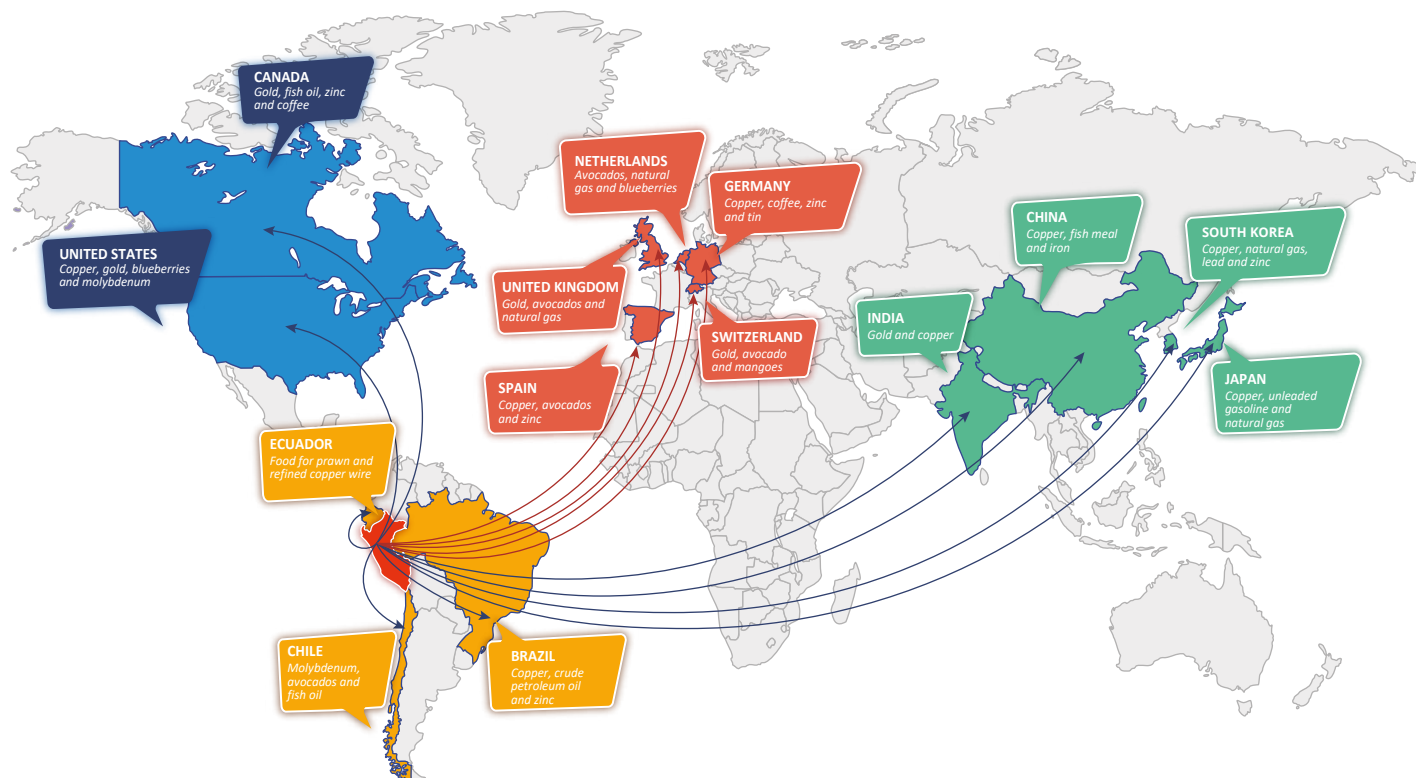 CANADA
Gold, fish oil, zinc
and coffee
UNITED STATES
Copper, gold, blueberries
and molybdenum
NETHERLANDS
Avocados, natural
gas and blueberries
GERMANY
Copper, coffee, zinc
and tin
UNITED KINGDOM
Gold, avocados and
natural gas
SWITZERLAND
Gold, avocado
and mangoes
SPAIN
Copper, avocados
and zinc
CHINA
Copper, fish meal
and iron
SOUTH KOREA
Copper, natural gas,
lead and zinc
INDIA
Gold and copper
JAPAN
Copper, unleaded
gasoline and
natural gas
ECUADOR
Food for prawn and
refined copper wire
CHILE
Molybdenum,
avocados and
fish oil
BRAZIL
Copper, crude
petroleum oil
and zinc